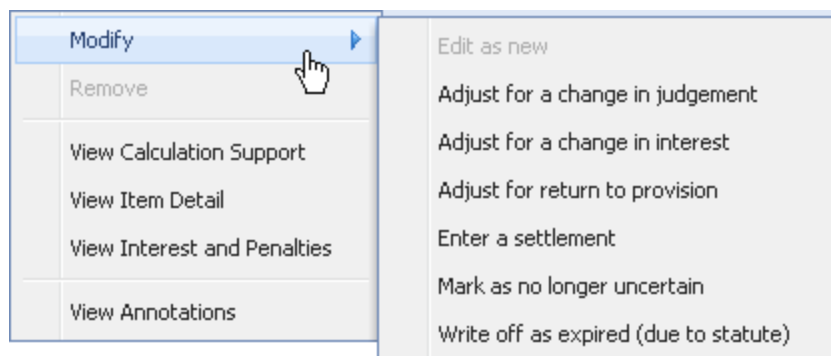 Modify
Remove
View Calculation Support
View Item Detail
View Interest and Penalties
View Annotations
Edit as new
Adjust for a change in judgement
Adjust for a change in interest
Adjust for return to provision
Enter a settlement
Mark as no longer uncertain
Write off as expired (due to statute)